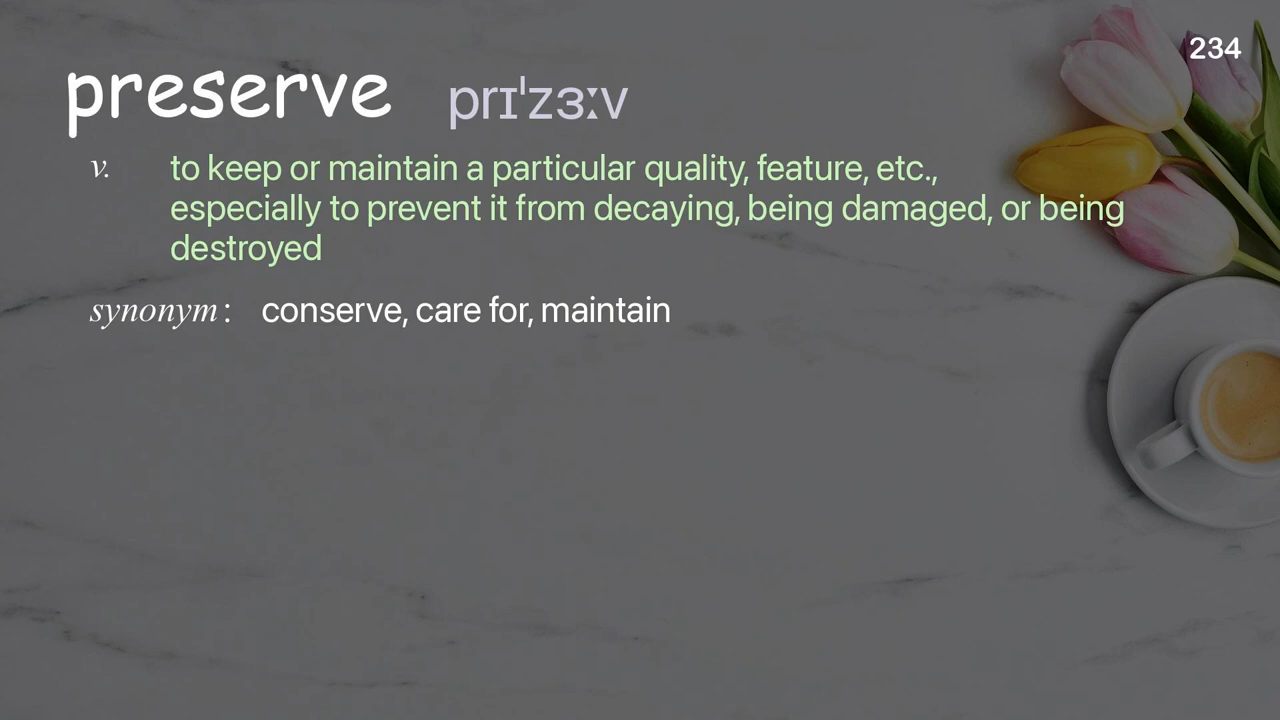 234
preserve prɪˈzɜːv
v. to keep or maintain a particular quality, feature, etc.,
especially to prevent it from decaying, being damaged, or being
destroyed
synonym: conserve, care for, maintain